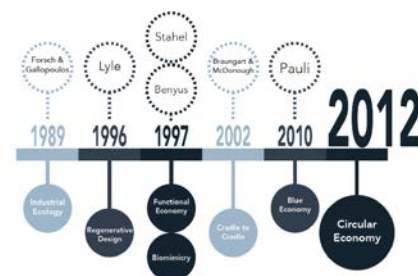 Forsch &
Gallopoulos
Lyle
Stahel
Benyus
Braungart &
McDonough
Pauli
1989
1996
1997
2002
2010
2012
Industrial
Ecology
Regenerative
Design
Functional
Economy
Biomimicry
Cradle to
Cradle
Blue
Economy
Circular
Economy